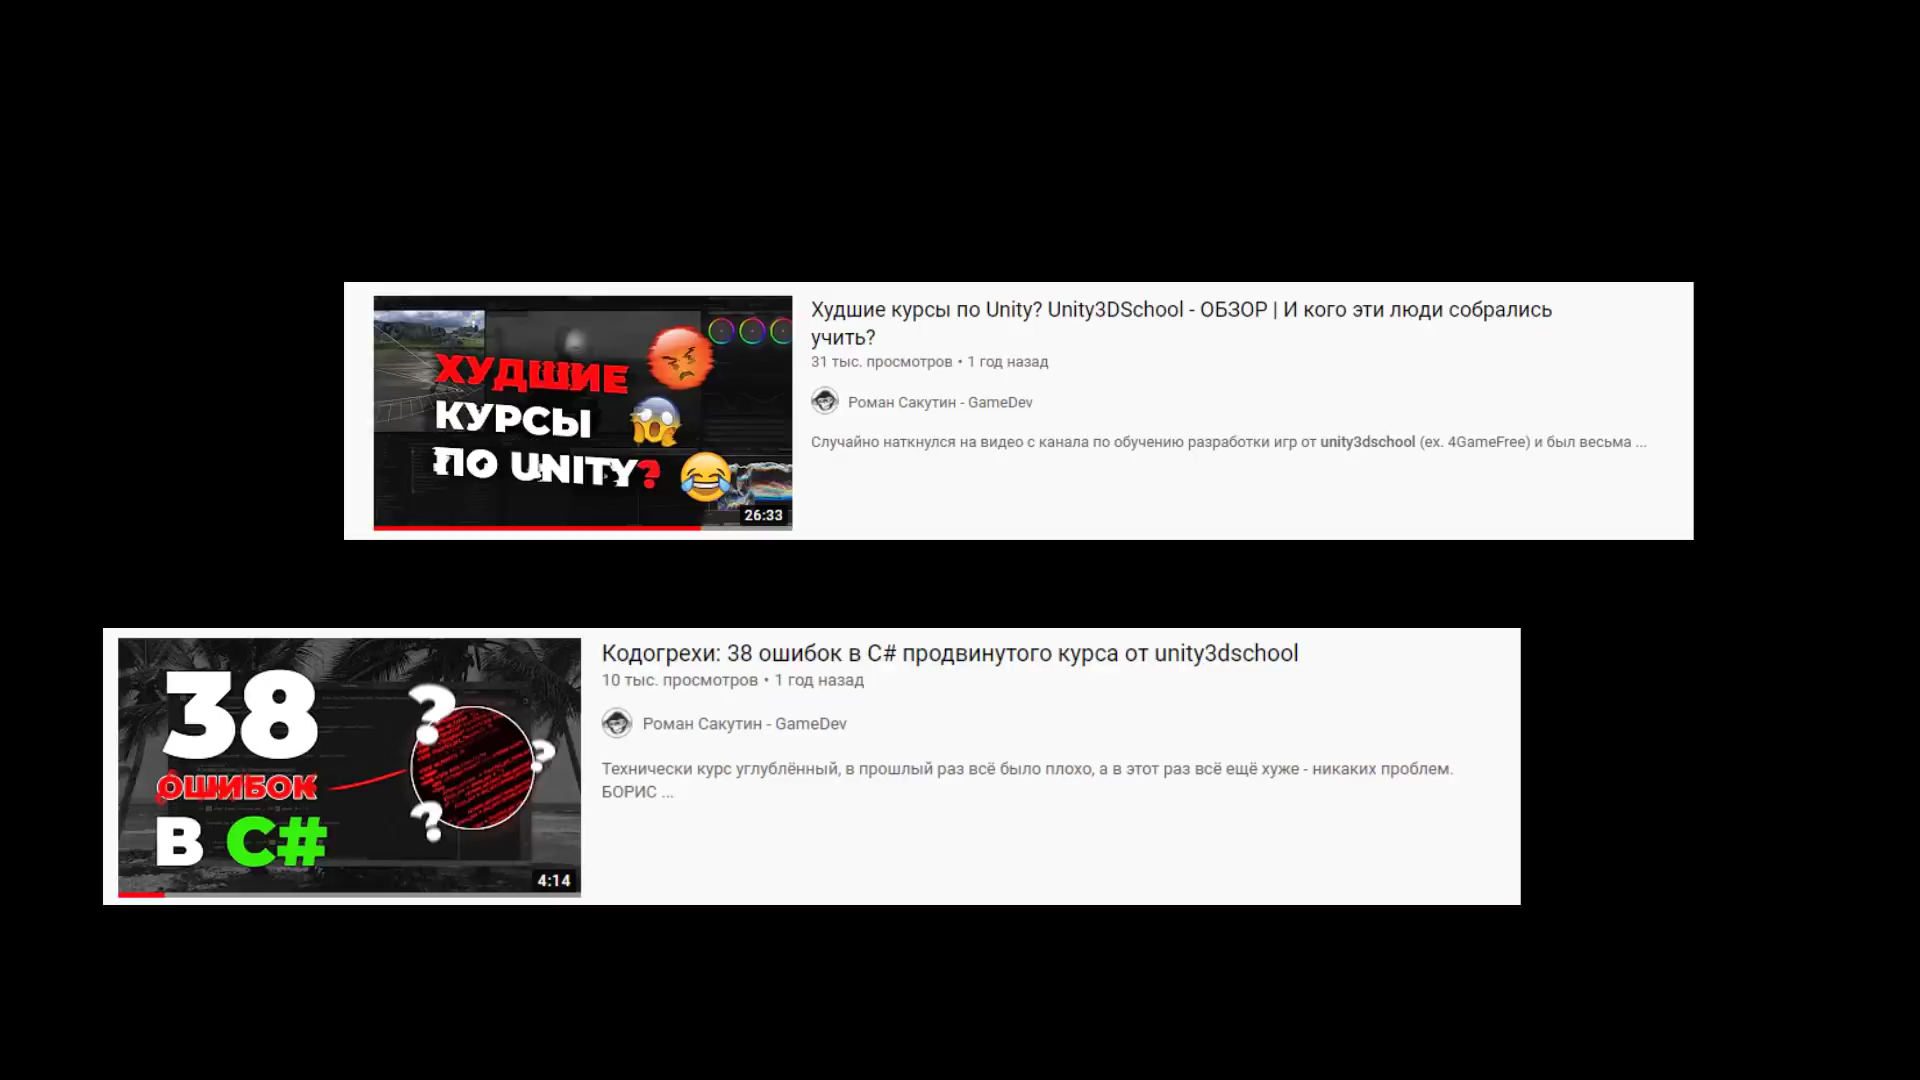 ХУДШИЕ
КУРСЫ
ПО UNITY?
26:33
Худшие курсы по Unity? Unity3DSchool - ОБЗОР | И кого эти люди собрались
учить?
31 тыс. просмотров • 1 год назад
Роман Сакутин - GameDev
Случайно наткнулся на видео с канала по обучению разработки игр от unity3dschool (ex. 4GameFree) и был весьма ...
38
ОШИБОК
В C#
? ? ?
4:14
Кодогрехи: 38 ошибок в C# продвинутого курса от unity3dschool
10 тыс. просмотров • 1 год назад
Роман Сакутин - GameDev
Технически курс углублённый, в прошлый раз всё было плохо, а в этот раз всё ещё хуже - никаких проблем.
БОРИС ...